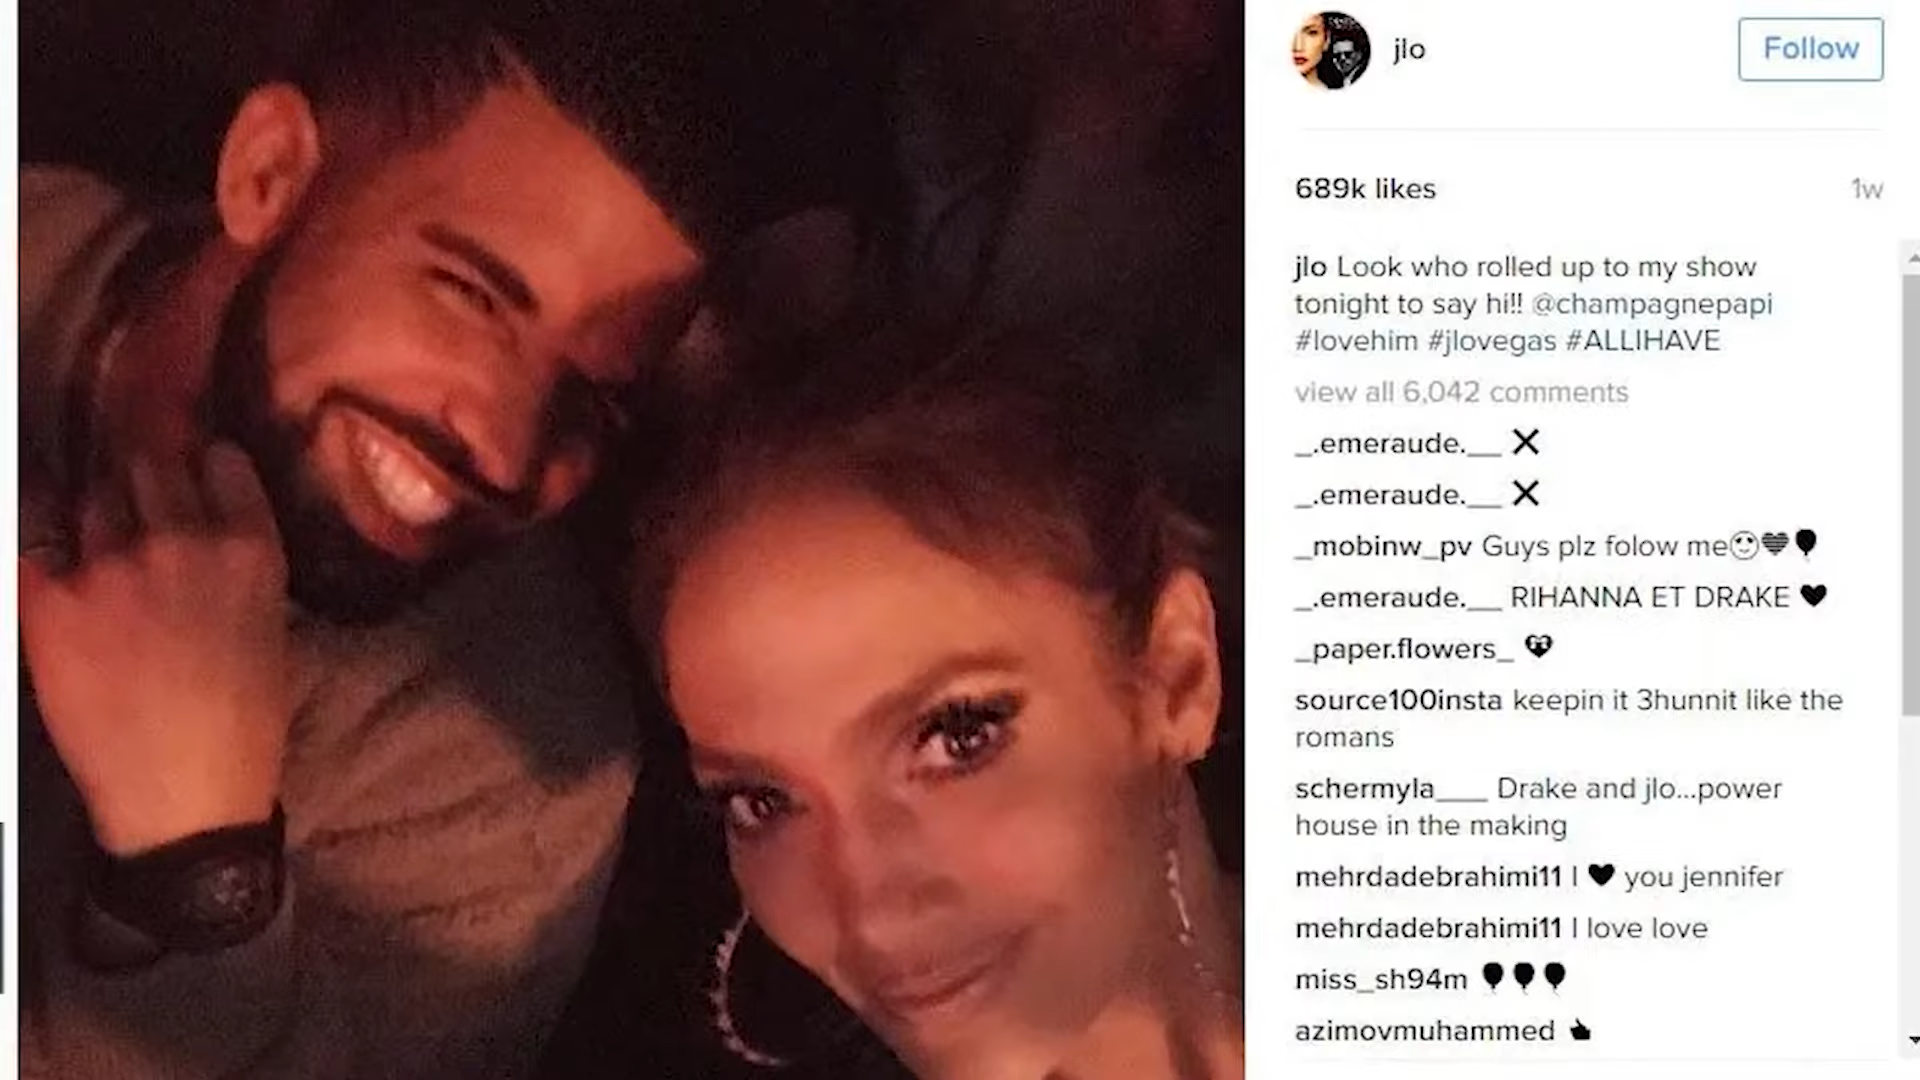 jlo
Follow
689k likes
1w
jlo Look who rolled up to my show
tonight to say hi!! @champagnepapi
#lovehim #jlovegas #ALLIHAVE
view all 6,042 comments
_.emeraude.__ ✕
_.emeraude.__ ✕
_mobinw_pv Guys plz folow me
_.emeraude.__ RIHANNA ET DRAKE ♥
_paper.flowers_
source100insta keepin it 3hunnit like the
romans
schermyla___ Drake and jlo...power
house in the making
mehrdadebrahimi11 I ♥ you jennifer
mehrdadebrahimi11 I love love
miss_sh94m 🎈🎈🎈
azimovmuhammed 👍